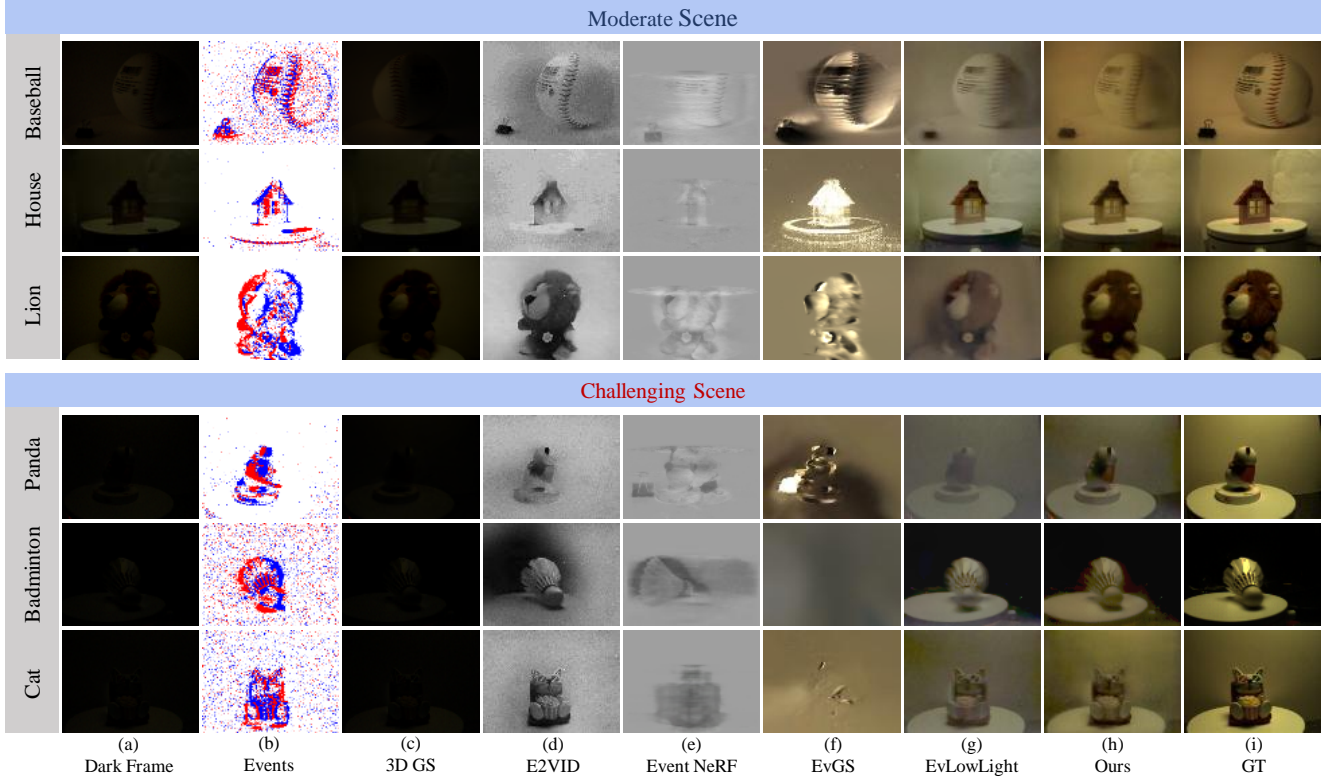 Moderate Scene
Baseball
House
Lion
Challenging Scene
Panda
Badminton
Cat
(a) (b) (c) (d) (e) (f) (g) (h) (i)
Dark Frame Events 3D GS E2VID Event NeRF EvGS EvLowLight Ours GT